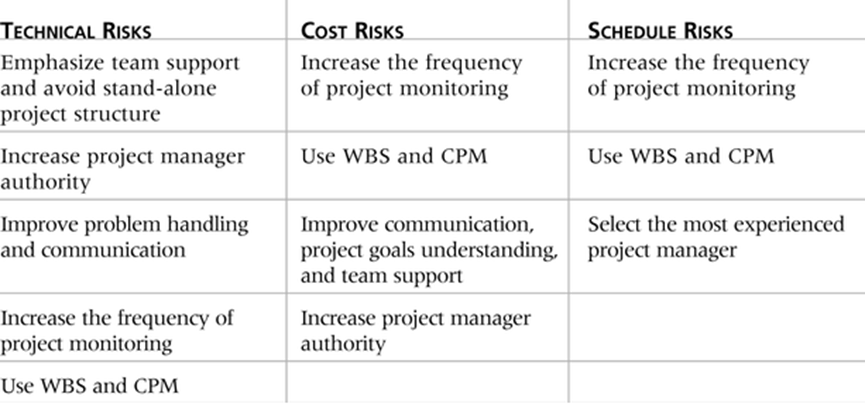 TECHNICAL RISKS COST RISKS SCHEDULE RISKS
Emphasize team support
and avoid stand-alone
project structure
Increase the frequency
of project monitoring
Increase the frequency
of project monitoring
Increase project manager
authority
Use WBS and CPM
Use WBS and CPM
Improve problem handling
and communication
Improve communication,
project goals understanding,
and team support
Select the most experienced
project manager
Increase the frequency of
project monitoring
Increase project manager
authority
Use WBS and CPM